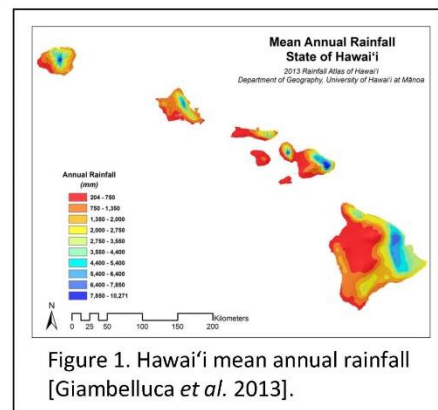 Mean Annual Rainfall
State of Hawai‘i
2013 Rainfall Atlas of Hawai‘i
Department of Geography, University of Hawai‘i at Mānoa
Annual Rainfall
(mm)
204 - 750
750 - 1,350
1,350 - 2,000
2,000 - 2,750
2,750 - 3,550
3,550 - 4,400
4,400 - 5,400
5,400 - 6,400
6,400 - 7,850
7,850 - 10,271
N
Kilometers
0 25 50 100 150 200
Figure 1. Hawai‘i mean annual rainfall
[Giambelluca et al. 2013].